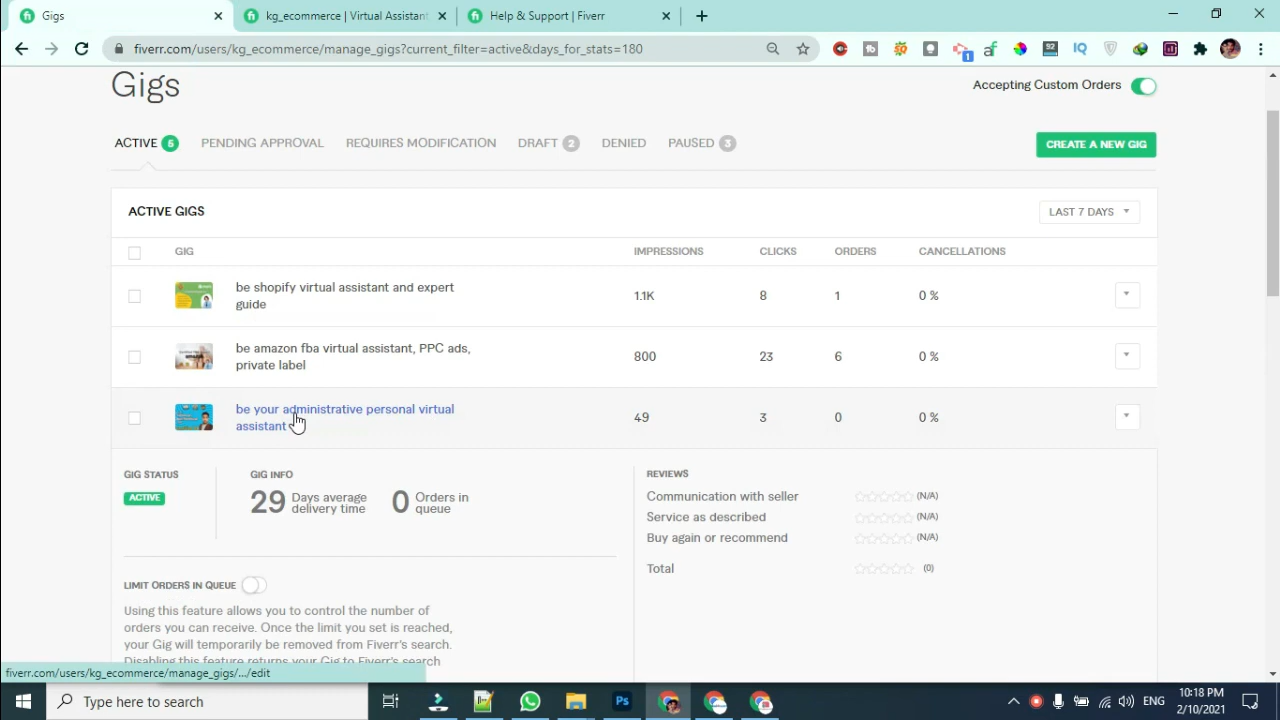 Gigs
kg_ecommerce | Virtual Assistant
Help & Support | Fiverr
fiverr.com/users/kg_ecommerce/manage_gigs?current_filter=active&days_for_stats=180
Gigs
Accepting Custom Orders
ACTIVE 5 PENDING APPROVAL REQUIRES MODIFICATION DRAFT 2 DENIED PAUSED 3
CREATE A NEW GIG
ACTIVE GIGS
LAST 7 DAYS
GIG IMPRESSIONS CLICKS ORDERS CANCELLATIONS
be shopify virtual assistant and expert
guide
1.1K 8 1 0 %
be amazon fba virtual assistant, PPC ads,
private label
800 23 6 0 %
be your administrative personal virtual
assistant
49 3 0 0 %
GIG STATUS
ACTIVE
GIG INFO
29 Days average
delivery time
0 Orders in
queue
REVIEWS
Communication with seller (N/A)
Service as described (N/A)
Buy again or recommend (N/A)
Total (0)
LIMIT ORDERS IN QUEUE
Using this feature allows you to control the number of
orders you can receive. Once the limit you set is reached,
your Gig will temporarily be removed from Fiverr's search.
Disabling this feature returns your Gig to Fiverr's search
fiverr.com/users/kg_ecommerce/manage_gigs/.../edit
Type here to search
ENG
10:18 PM
2/10/2021